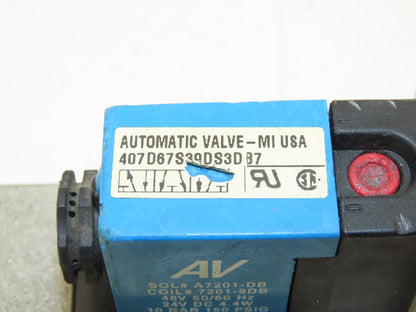 AUTOMATIC VALVE-MI USA
407D67S39DS3D87
AV
SOL# A7201-DB
COIL# 7201-9DB
48V 50/60 Hz
24V DC 4.4W
10 BAR 150 PSIG